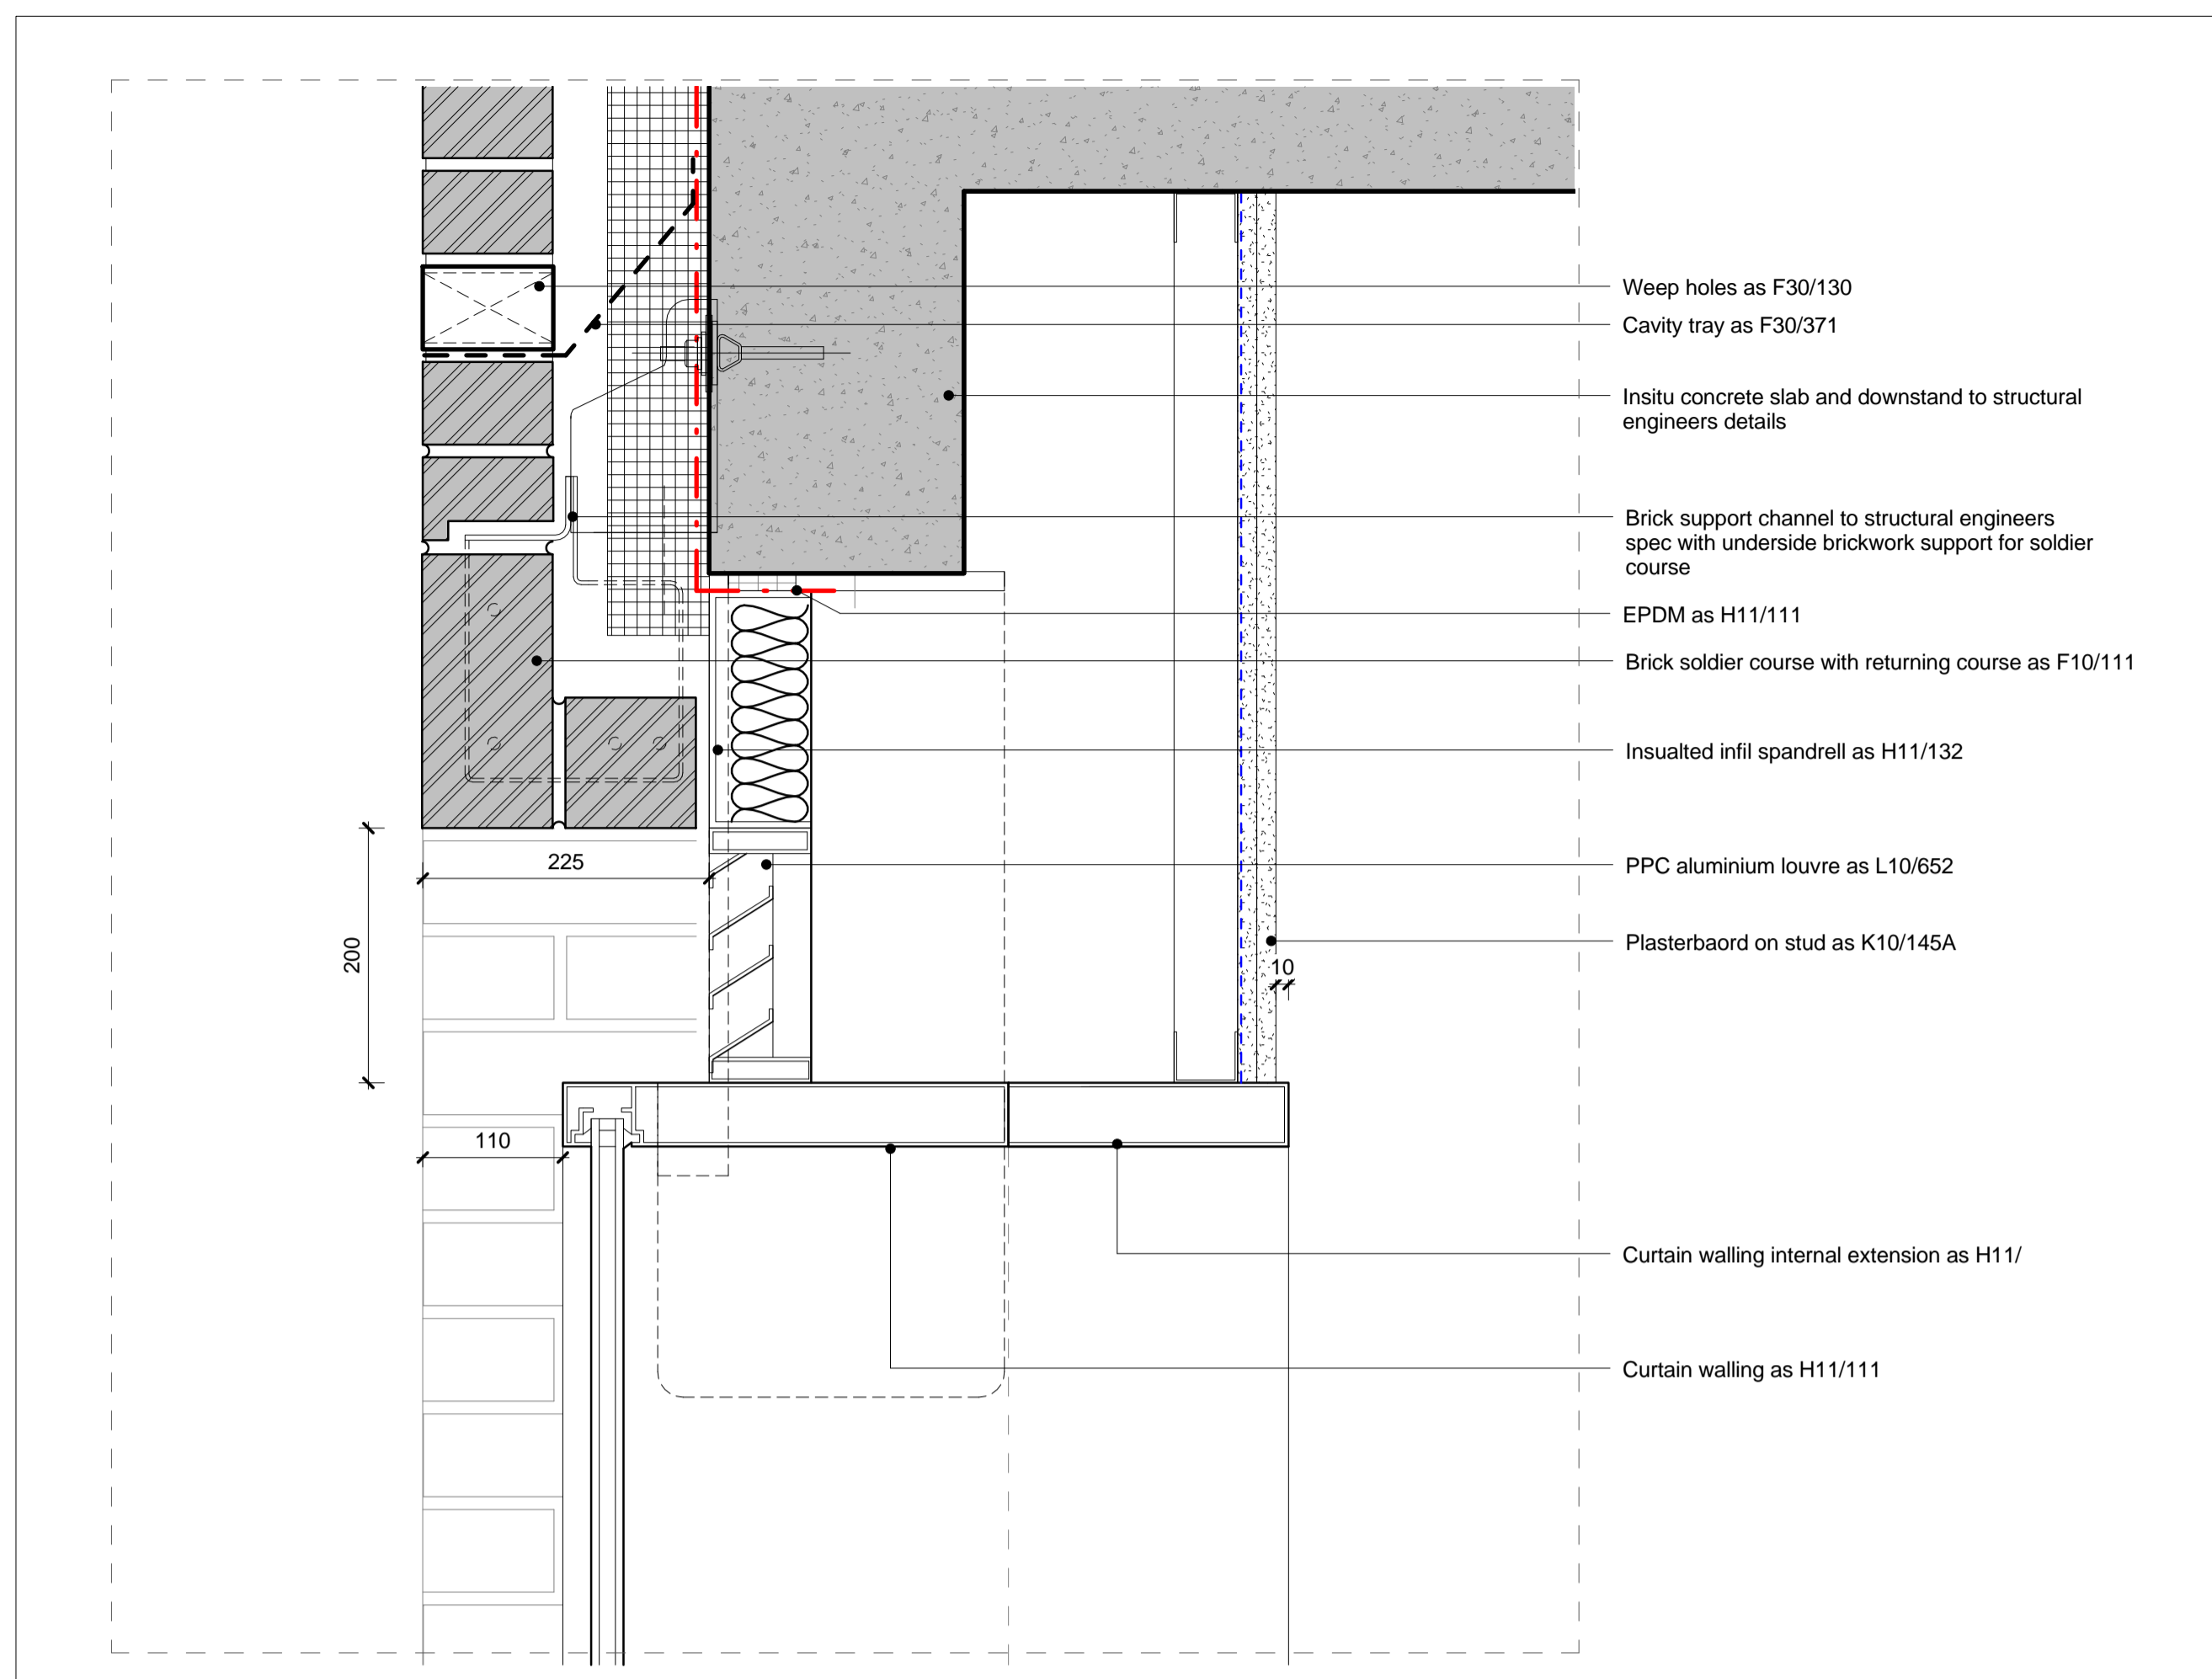 Weep holes as F30/130
Cavity tray as F30/371
Insitu concrete slab and downstand to structural
engineers details
Brick support channel to structural engineers
spec with underside brickwork support for soldier
course
EPDM as H11/111
Brick soldier course with returning course as F10/111
Insualted infil spandrell as H11/132
225
PPC aluminium louvre as L10/652
200
Plasterbaord on stud as K10/145A
10
110
Curtain walling internal extension as H11/
Curtain walling as H11/111